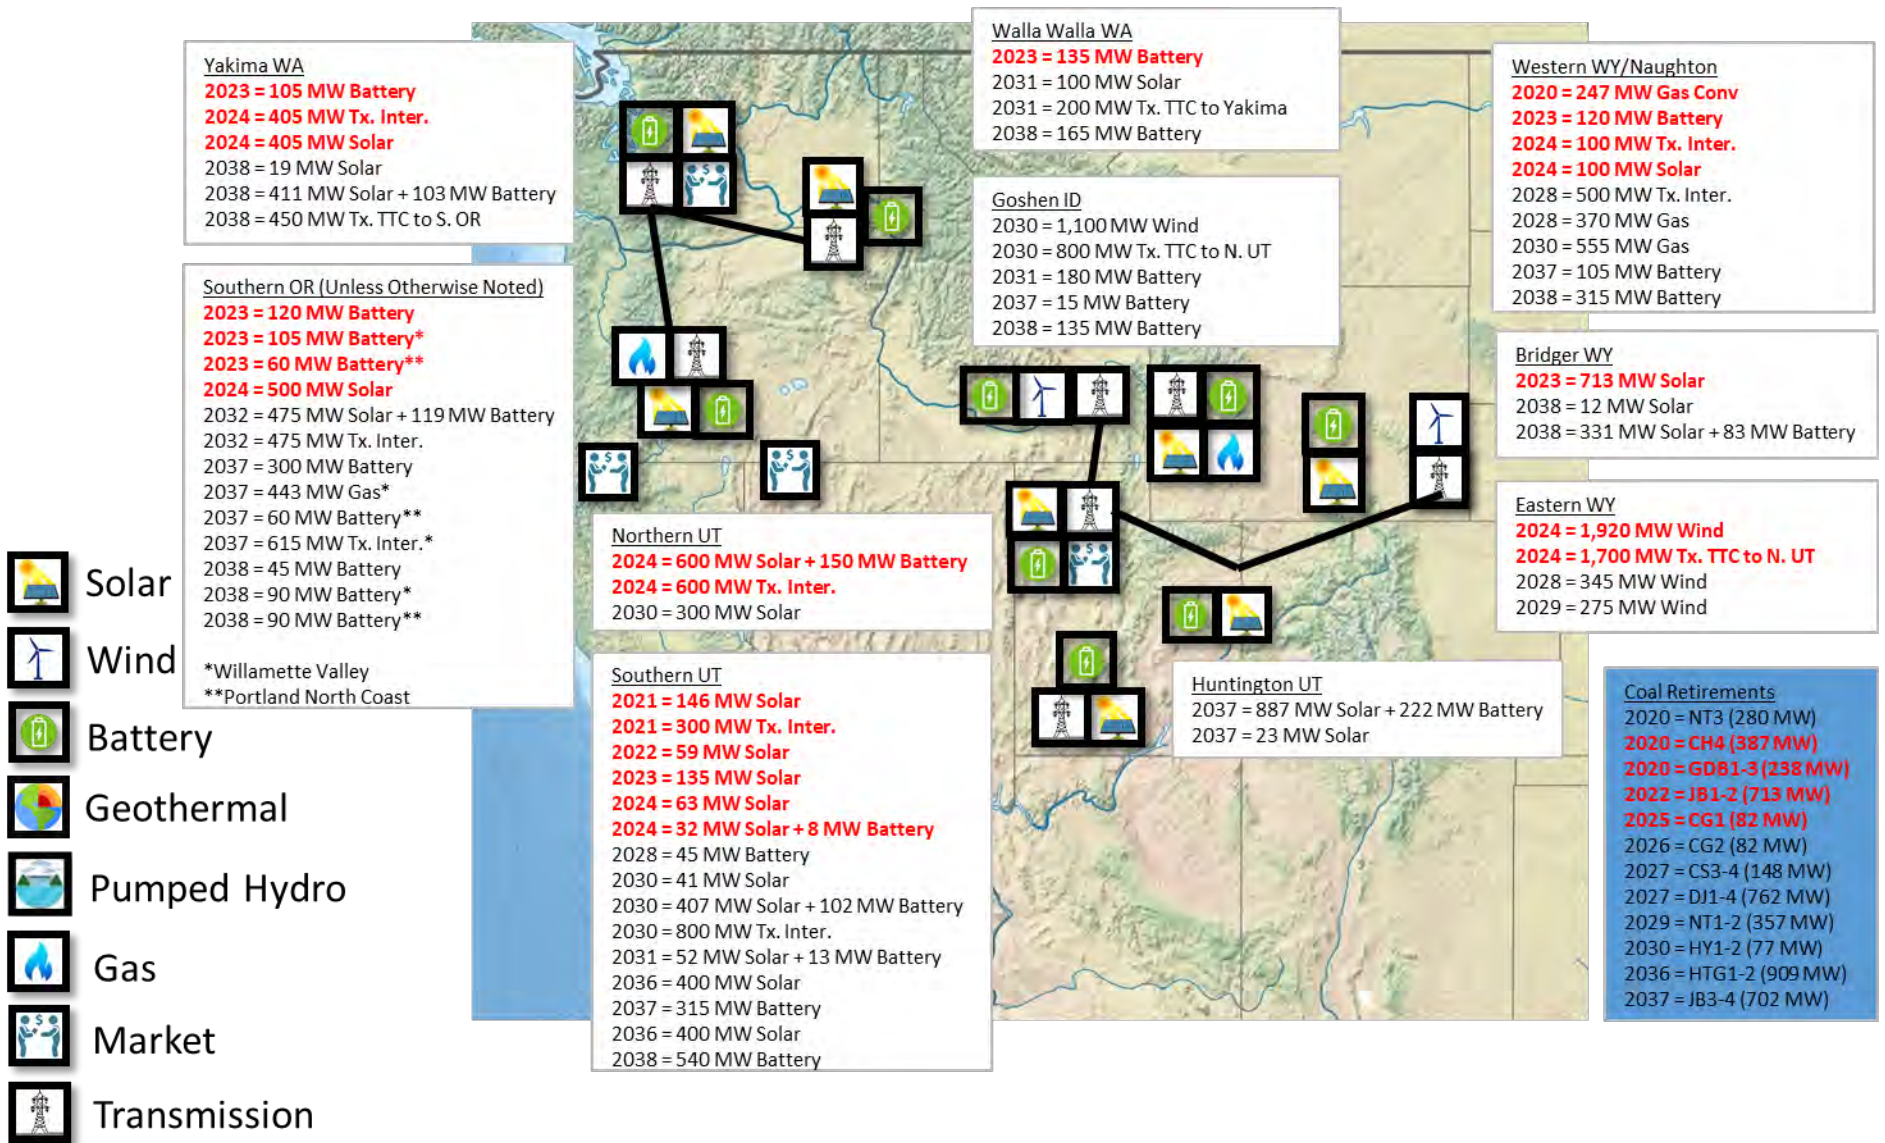 Yakima WA
2023 = 105 MW Battery
2024 = 405 MW Tx. Inter.
2024 = 405 MW Solar
2038 = 19 MW Solar
2038 = 411 MW Solar + 103 MW Battery
2038 = 450 MW Tx. TTC to S. OR
Walla Walla WA
2023 = 135 MW Battery
2031 = 100 MW Solar
2031 = 200 MW Tx. TTC to Yakima
2038 = 165 MW Battery
Western WY/Naughton
2020 = 247 MW Gas Conv
2023 = 120 MW Battery
2024 = 100 MW Tx. Inter.
2024 = 100 MW Solar
2028 = 500 MW Tx. Inter.
2028 = 370 MW Gas
2030 = 555 MW Gas
2037 = 105 MW Battery
2038 = 315 MW Battery
Goshen ID
2030 = 1,100 MW Wind
2030 = 800 MW Tx. TTC to N. UT
2031 = 180 MW Battery
2037 = 15 MW Battery
2038 = 135 MW Battery
Southern OR (Unless Otherwise Noted)
2023 = 120 MW Battery
2023 = 105 MW Battery*
2023 = 60 MW Battery**
2024 = 500 MW Solar
2032 = 475 MW Solar + 119 MW Battery
2032 = 475 MW Tx. Inter.
2037 = 300 MW Battery
2037 = 443 MW Gas*
2037 = 60 MW Battery**
2037 = 615 MW Tx. Inter.*
2038 = 45 MW Battery
2038 = 90 MW Battery*
2038 = 90 MW Battery**
*Willamette Valley
**Portland North Coast
Bridger WY
2023 = 713 MW Solar
2038 = 12 MW Solar
2038 = 331 MW Solar + 83 MW Battery
Eastern WY
2024 = 1,920 MW Wind
2024 = 1,700 MW Tx. TTC to N. UT
2028 = 345 MW Wind
2029 = 275 MW Wind
Northern UT
2024 = 600 MW Solar + 150 MW Battery
2024 = 600 MW Tx. Inter.
2030 = 300 MW Solar
Southern UT
2021 = 146 MW Solar
2021 = 300 MW Tx. Inter.
2022 = 59 MW Solar
2023 = 135 MW Solar
2024 = 63 MW Solar
2024 = 32 MW Solar + 8 MW Battery
2028 = 45 MW Battery
2030 = 41 MW Solar
2030 = 407 MW Solar + 102 MW Battery
2030 = 800 MW Tx. Inter.
2031 = 52 MW Solar + 13 MW Battery
2036 = 400 MW Solar
2037 = 315 MW Battery
2036 = 400 MW Solar
2038 = 540 MW Battery
Huntington UT
2037 = 887 MW Solar + 222 MW Battery
2037 = 23 MW Solar
Coal Retirements
2020 = NT3 (280 MW)
2020 = CH4 (387 MW)
2020 = GDB1-3 (238 MW)
2022 = JB1-2 (713 MW)
2025 = CG1 (82 MW)
2026 = CG2 (82 MW)
2027 = CS3-4 (148 MW)
2027 = DJ1-4 (762 MW)
2029 = NT1-2 (357 MW)
2030 = HY1-2 (77 MW)
2036 = HTG1-2 (909 MW)
2037 = JB3-4 (702 MW)
Solar
Wind
Battery
Geothermal
Pumped Hydro
Gas
Market
Transmission